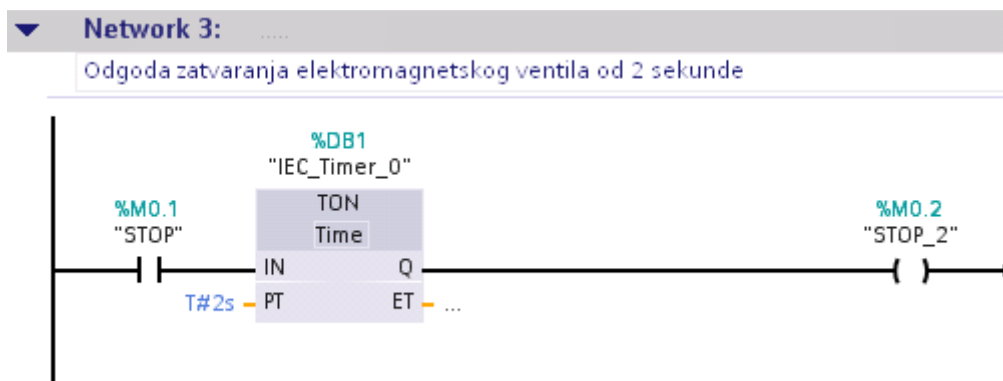 Network 3: .....
Odgoda zatvaranja elektromagnetskog ventila od 2 sekunde
%DB1
"IEC_Timer_0"
TON
Time
%M0.1
"STOP"
IN Q
T#2s PT ET ...
%M0.2
"STOP_2"